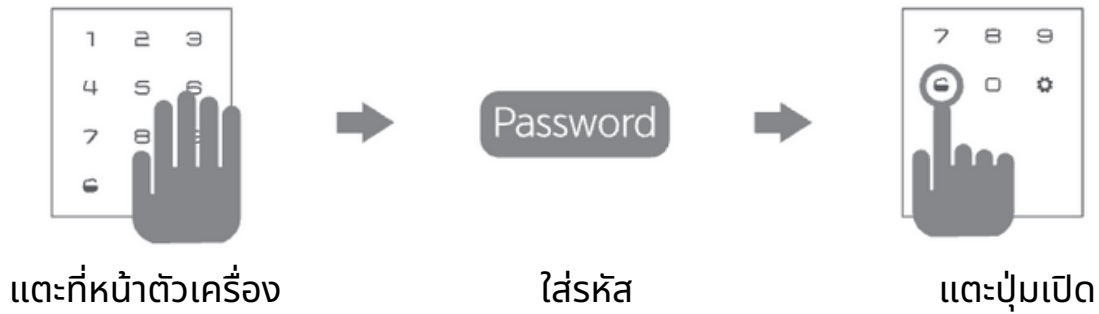 1 2 3
4 5 6
7 8
Password
7 8 9
0
แตะที่หน้าตัวเครื่อง
ใส่รหัส
แตะปุ่มเปิด